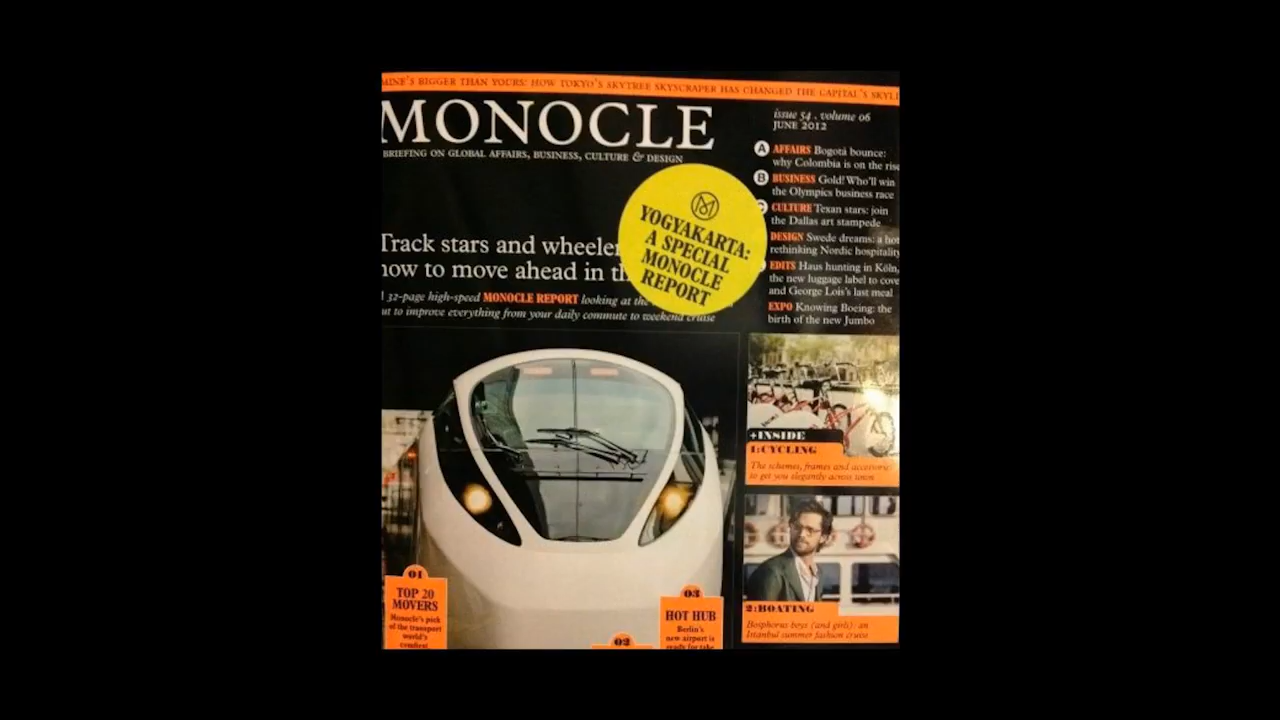 MINE'S BIGGER THAN YOURS: HOW TOKYO'S SKYTREE SKYSCRAPER HAS CHANGED THE CAPITAL'S SKYLI
MONOCLE
BRIEFING ON GLOBAL AFFAIRS, BUSINESS, CULTURE & DESIGN
issue 54 . volume 06
JUNE 2012
A AFFAIRS Bogotá bounce:
why Colombia is on the rise
B BUSINESS Gold! Who'll win
the Olympics business race
C CULTURE Texan stars: join
the Dallas art stampede
DESIGN Swede dreams: a hot
rethinking Nordic hospitality
EDITS Haus hunting in Köln,
the new luggage label to cove
and George Lois's last meal
EXPO Knowing Boeing: the
birth of the new Jumbo
YOGYAKARTA:
A SPECIAL
MONOCLE
REPORT
Track stars and wheeler
how to move ahead in th
32-page high-speed MONOCLE REPORT looking at the
ut to improve everything from your daily commute to weekend cruise
+INSIDE
1:CYCLING
The schemes, frames and accessories
to get you elegantly across town
2:BOATING
Bosphorus boys (and girls): an
Istanbul summer fashion cruise
01
TOP 20
MOVERS
Monocle's pick
of the transport
world's
comfiest
02
03
HOT HUB
Berlin's
new airport is
ready for take